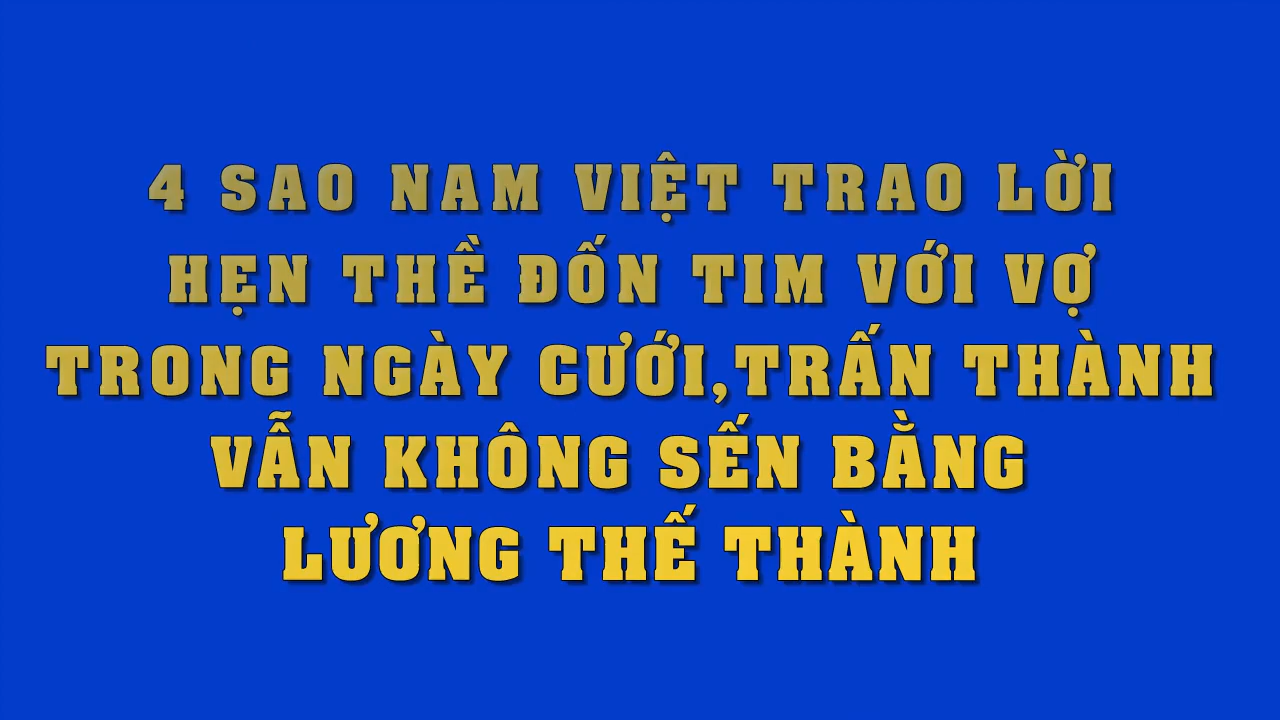 4 SAO NAM VIỆT TRAO LỜI
HẸN THỀ ĐỐN TIM VỚI VỢ
TRONG NGÀY CƯỚI,TRẤN THÀNH
VẪN KHÔNG SẾN BẰNG
LƯƠNG THẾ THÀNH